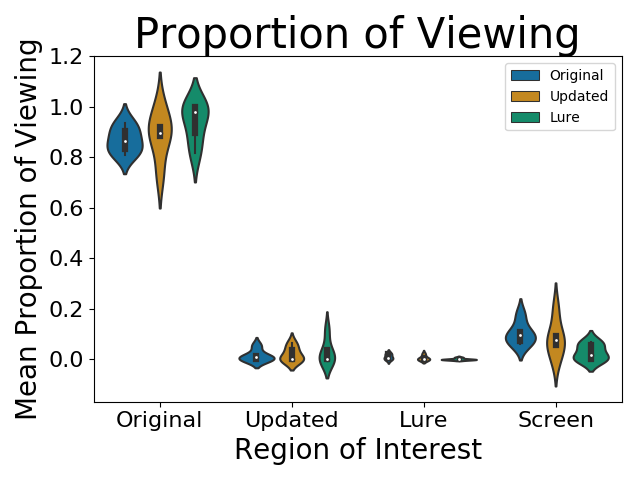 Proportion of Viewing
Mean Proportion of Viewing
1.2
1.0
0.8
0.6
0.4
0.2
0.0
Original
Updated
Lure
Original Updated Lure Screen
Region of Interest